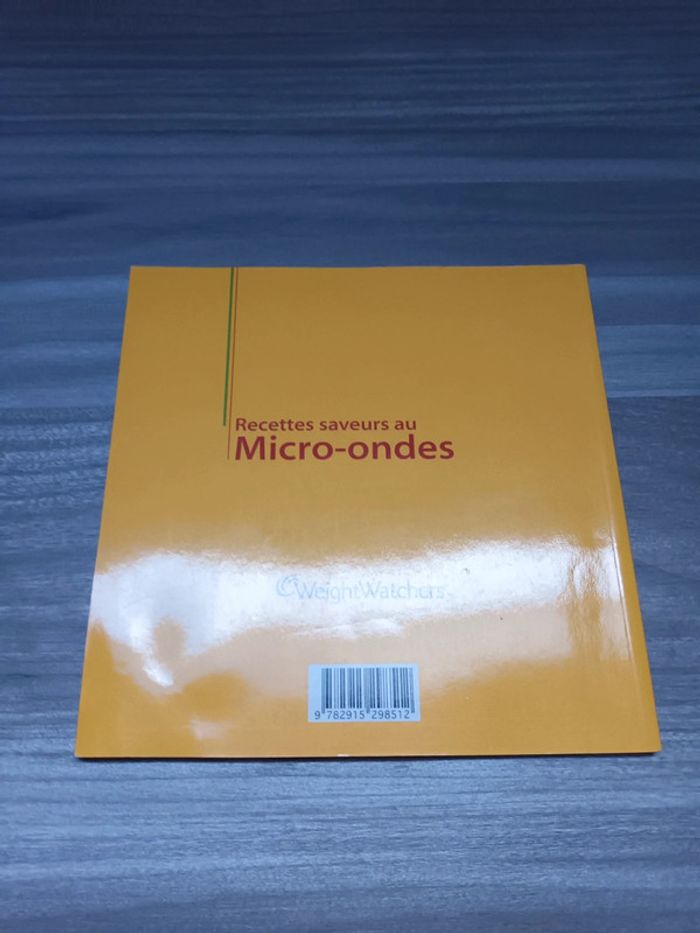 Recettes saveurs au
Micro-ondes
WeightWatchers
9 782915 298512